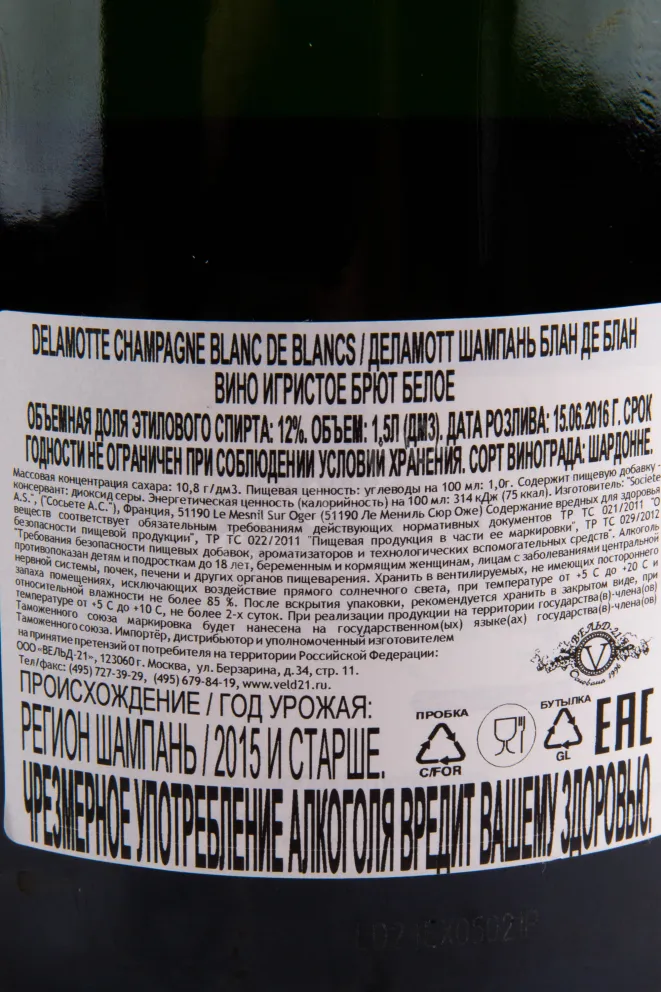 DELAMOTTE CHAMPAGNE BLANC DE BLANCS / ДЕЛАМОТТ ШАМПАНЬ БЛАН ДЕ БЛАН
ВИНО ИГРИСТОЕ БРЮТ БЕЛОЕ
ОБЪЕМНАЯ ДОЛЯ ЭТИЛОВОГО СПИРТА: 12%. ОБЪЕМ: 1,5Л (ДМ3). ДАТА РОЗЛИВА: 15.06.2016 Г. СРОК
ГОДНОСТИ НЕ ОГРАНИЧЕН ПРИ СОБЛЮДЕНИИ УСЛОВИЙ ХРАНЕНИЯ. СОРТ ВИНОГРАДА: ШАРДОННЕ.
Массовая концентрация сахара: 10,8 г/дм3. Пищевая ценность: углеводы на 100 мл: 1,0г. Содержит пищевую добавку -
консервант: диоксид серы. Энергетическая ценность (калорийность) на 100 мл: 314 кДж (75 ккал). Изготовитель: "Societe
A.S.", ("Сосьете А.С."), Франция, 51190 Le Mesnil Sur Oger (51190 Ле Мениль Сюр Оже) Содержание вредных для здоровья
веществ соответствует обязательным требованиям действующих нормативных документов ТР ТС 021/2011 "О
безопасности пищевой продукции", ТР ТС 022/2011 "Пищевая продукция в части ее маркировки", ТР ТС 029/2012
"Требования безопасности пищевых добавок, ароматизаторов и технологических вспомогательных средств". Алкоголь
противопоказан детям и подросткам до 18 лет, беременным и кормящим женщинам, лицам с заболеваниями центральной
нервной системы, почек, печени и других органов пищеварения. Хранить в вентилируемых, не имеющих постороннего
запаха помещениях, исключающих воздействие прямого солнечного света, при температуре от +5 С до +20 С и
относительной влажности не более 85 %. После вскрытия упаковки, рекомендуется хранить в закрытом виде, при
температуре от +5 С до +10 С, не более 2-х суток. При реализации продукции на территории государства(в)-члена(ов)
Таможенного союза маркировка будет нанесена на государственном(ых) языке(ах) государства(в)-члена(ов)
Таможенного союза. Импортёр, дистрибьютор и уполномоченный изготовителем
на принятие претензий от потребителя на территории Российской Федерации:
ООО «ВЕЛЬД-21», 123060 г. Москва, ул. Берзарина, д.34, стр. 11.
Тел/факс: (495) 727-39-29, (495) 679-84-19, www.veld21.ru.
ВЕЛЬД-21
V
Основана 1996
ПРОИСХОЖДЕНИЕ / ГОД УРОЖАЯ:
РЕГИОН ШАМПАНЬ / 2015 И СТАРШЕ.
ПРОБКА
C/FOR
БУТЫЛКА
GL
EAC
ЧРЕЗМЕРНОЕ УПОТРЕБЛЕНИЕ АЛКОГОЛЯ ВРЕДИТ ВАШЕМУ ЗДОРОВЬЮ.